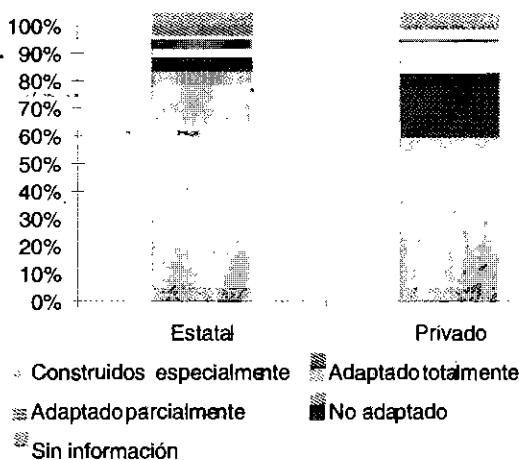 100%
90%
80%
70%
60%
50%
40%
30%
20%
10%
0%
Estatal Privado
Construidos especialmente Adaptado totalmente
Adaptado parcialmente No adaptado
Sin información